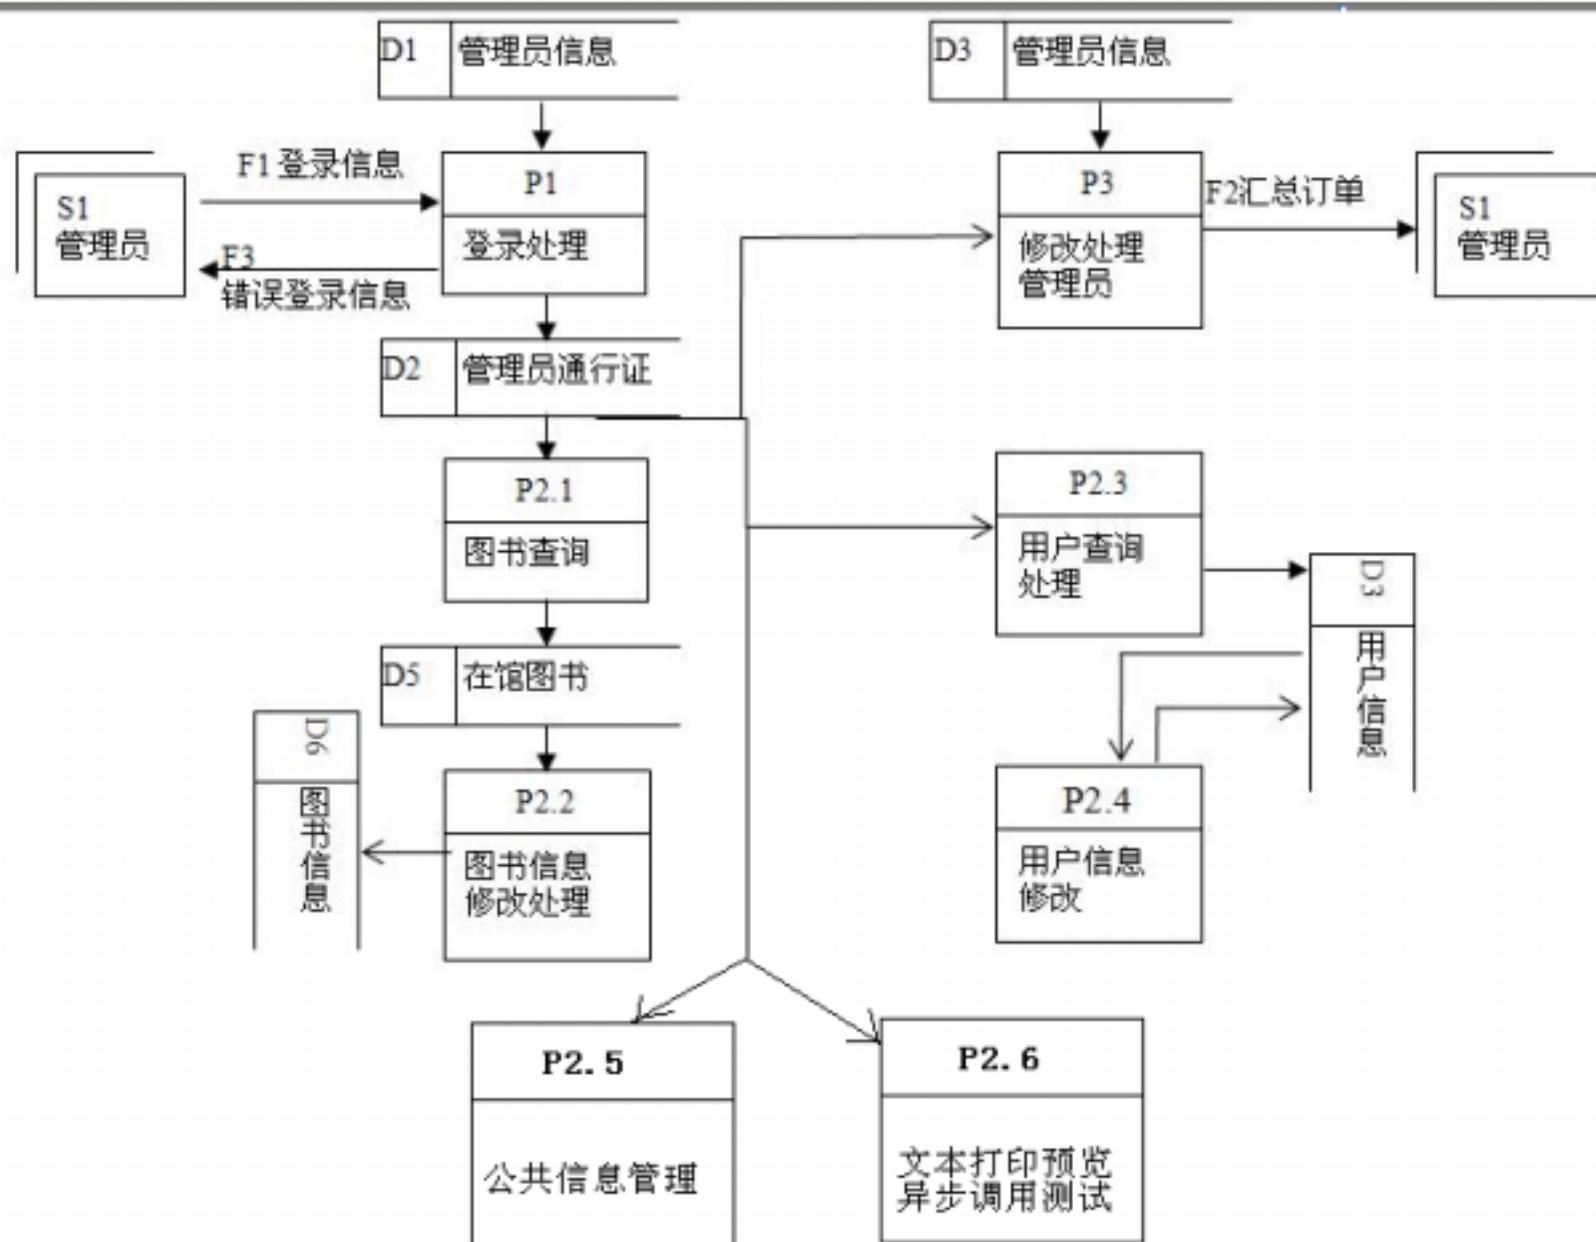 D1 管理员信息
D3 管理员信息
F1 登录信息
P1
登录处理
S1
管理员
F3
错误登录信息
P3
修改处理
管理员
F2汇总订单
S1
管理员
D2 管理员通行证
P2.1
图书查询
P2.3
用户查询
处理
D3
用户信息
D5 在馆图书
D6
图书信息
P2.2
图书信息
修改处理
P2.4
用户信息
修改
P2.5
公共信息管理
P2.6
文本打印预览
异步调用测试